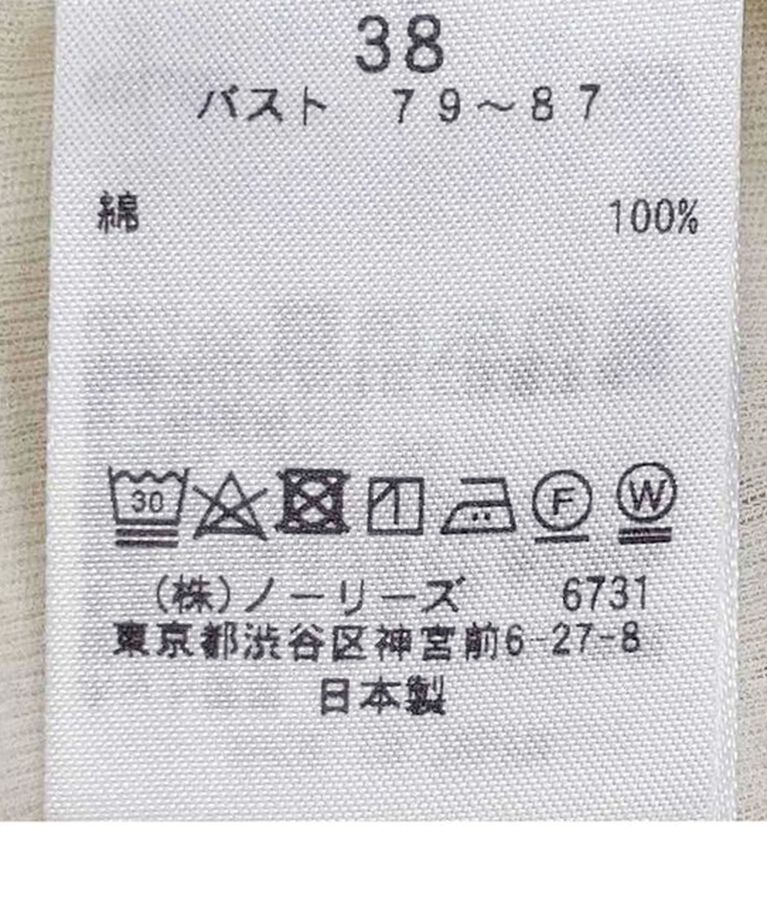 38
バスト 79〜87
綿 100%
30 F W
(株)ノーリーズ 6731
東京都渋谷区神宮前6-27-8
日本製